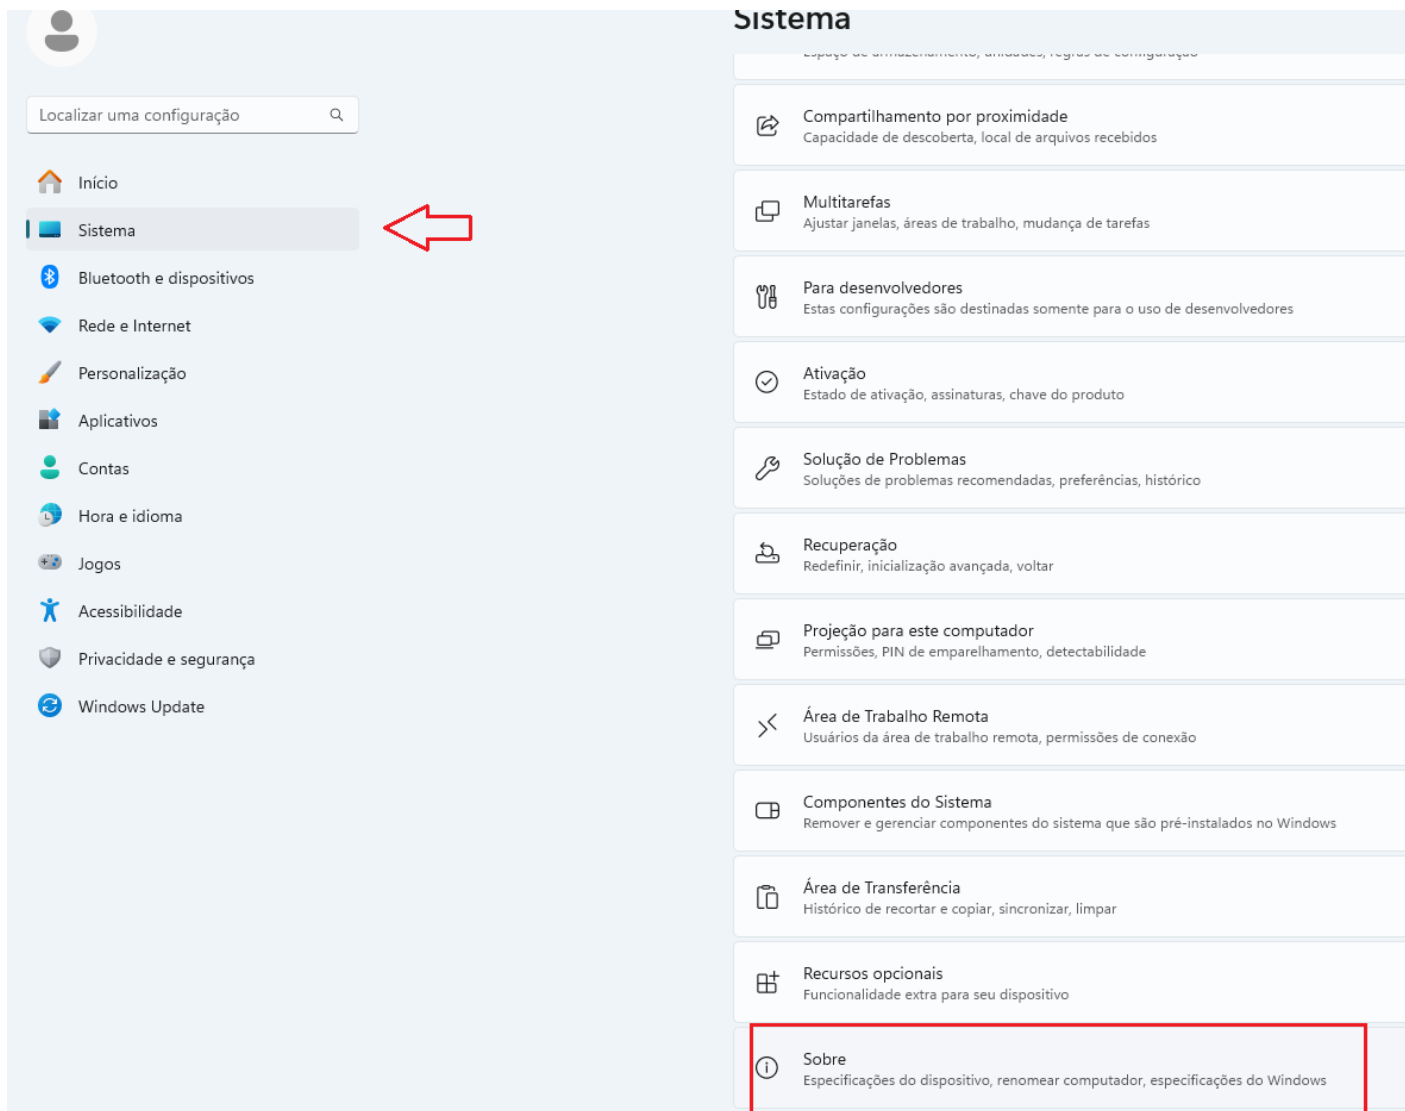 Sistema
Espaço de armazenamento, unidades, regras de configuração
Localizar uma configuração
Início
Sistema
Bluetooth e dispositivos
Rede e Internet
Personalização
Aplicativos
Contas
Hora e idioma
Jogos
Acessibilidade
Privacidade e segurança
Windows Update
Compartilhamento por proximidade
Capacidade de descoberta, local de arquivos recebidos
Multitarefas
Ajustar janelas, áreas de trabalho, mudança de tarefas
Para desenvolvedores
Estas configurações são destinadas somente para o uso de desenvolvedores
Ativação
Estado de ativação, assinaturas, chave do produto
Solução de Problemas
Soluções de problemas recomendadas, preferências, histórico
Recuperação
Redefinir, inicialização avançada, voltar
Projeção para este computador
Permissões, PIN de emparelhamento, detectabilidade
Área de Trabalho Remota
Usuários da área de trabalho remota, permissões de conexão
Componentes do Sistema
Remover e gerenciar componentes do sistema que são pré-instalados no Windows
Área de Transferência
Histórico de recortar e copiar, sincronizar, limpar
Recursos opcionais
Funcionalidade extra para seu dispositivo
Sobre
Especificações do dispositivo, renomear computador, especificações do Windows